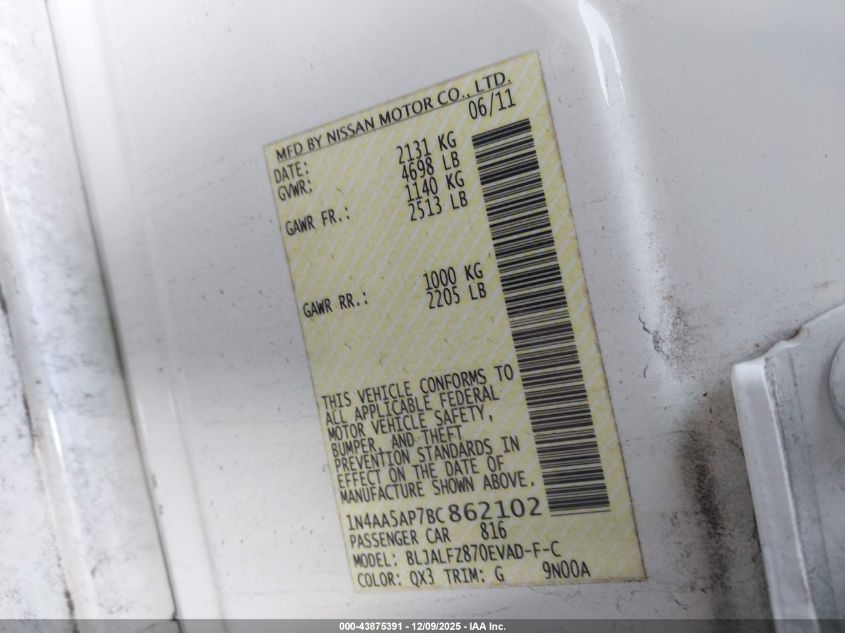 MFD BY NISSAN MOTOR CO., LTD.
DATE: 06/11
GVWR: 2131 KG
4698 LB
GAWR FR.: 1140 KG
2513 LB
GAWR RR.: 1000 KG
2205 LB
THIS VEHICLE CONFORMS TO
ALL APPLICABLE FEDERAL
MOTOR VEHICLE SAFETY,
BUMPER, AND THEFT
PREVENTION STANDARDS IN
EFFECT ON THE DATE OF
MANUFACTURE SHOWN ABOVE.
1N4AA5AP7BC862102
PASSENGER CAR 816
MODEL: BLJALFZ870EVAD-F-C
COLOR: QX3 TRIM: G 9N00A
000-43875391 - 12/09/2025 - IAA Inc.